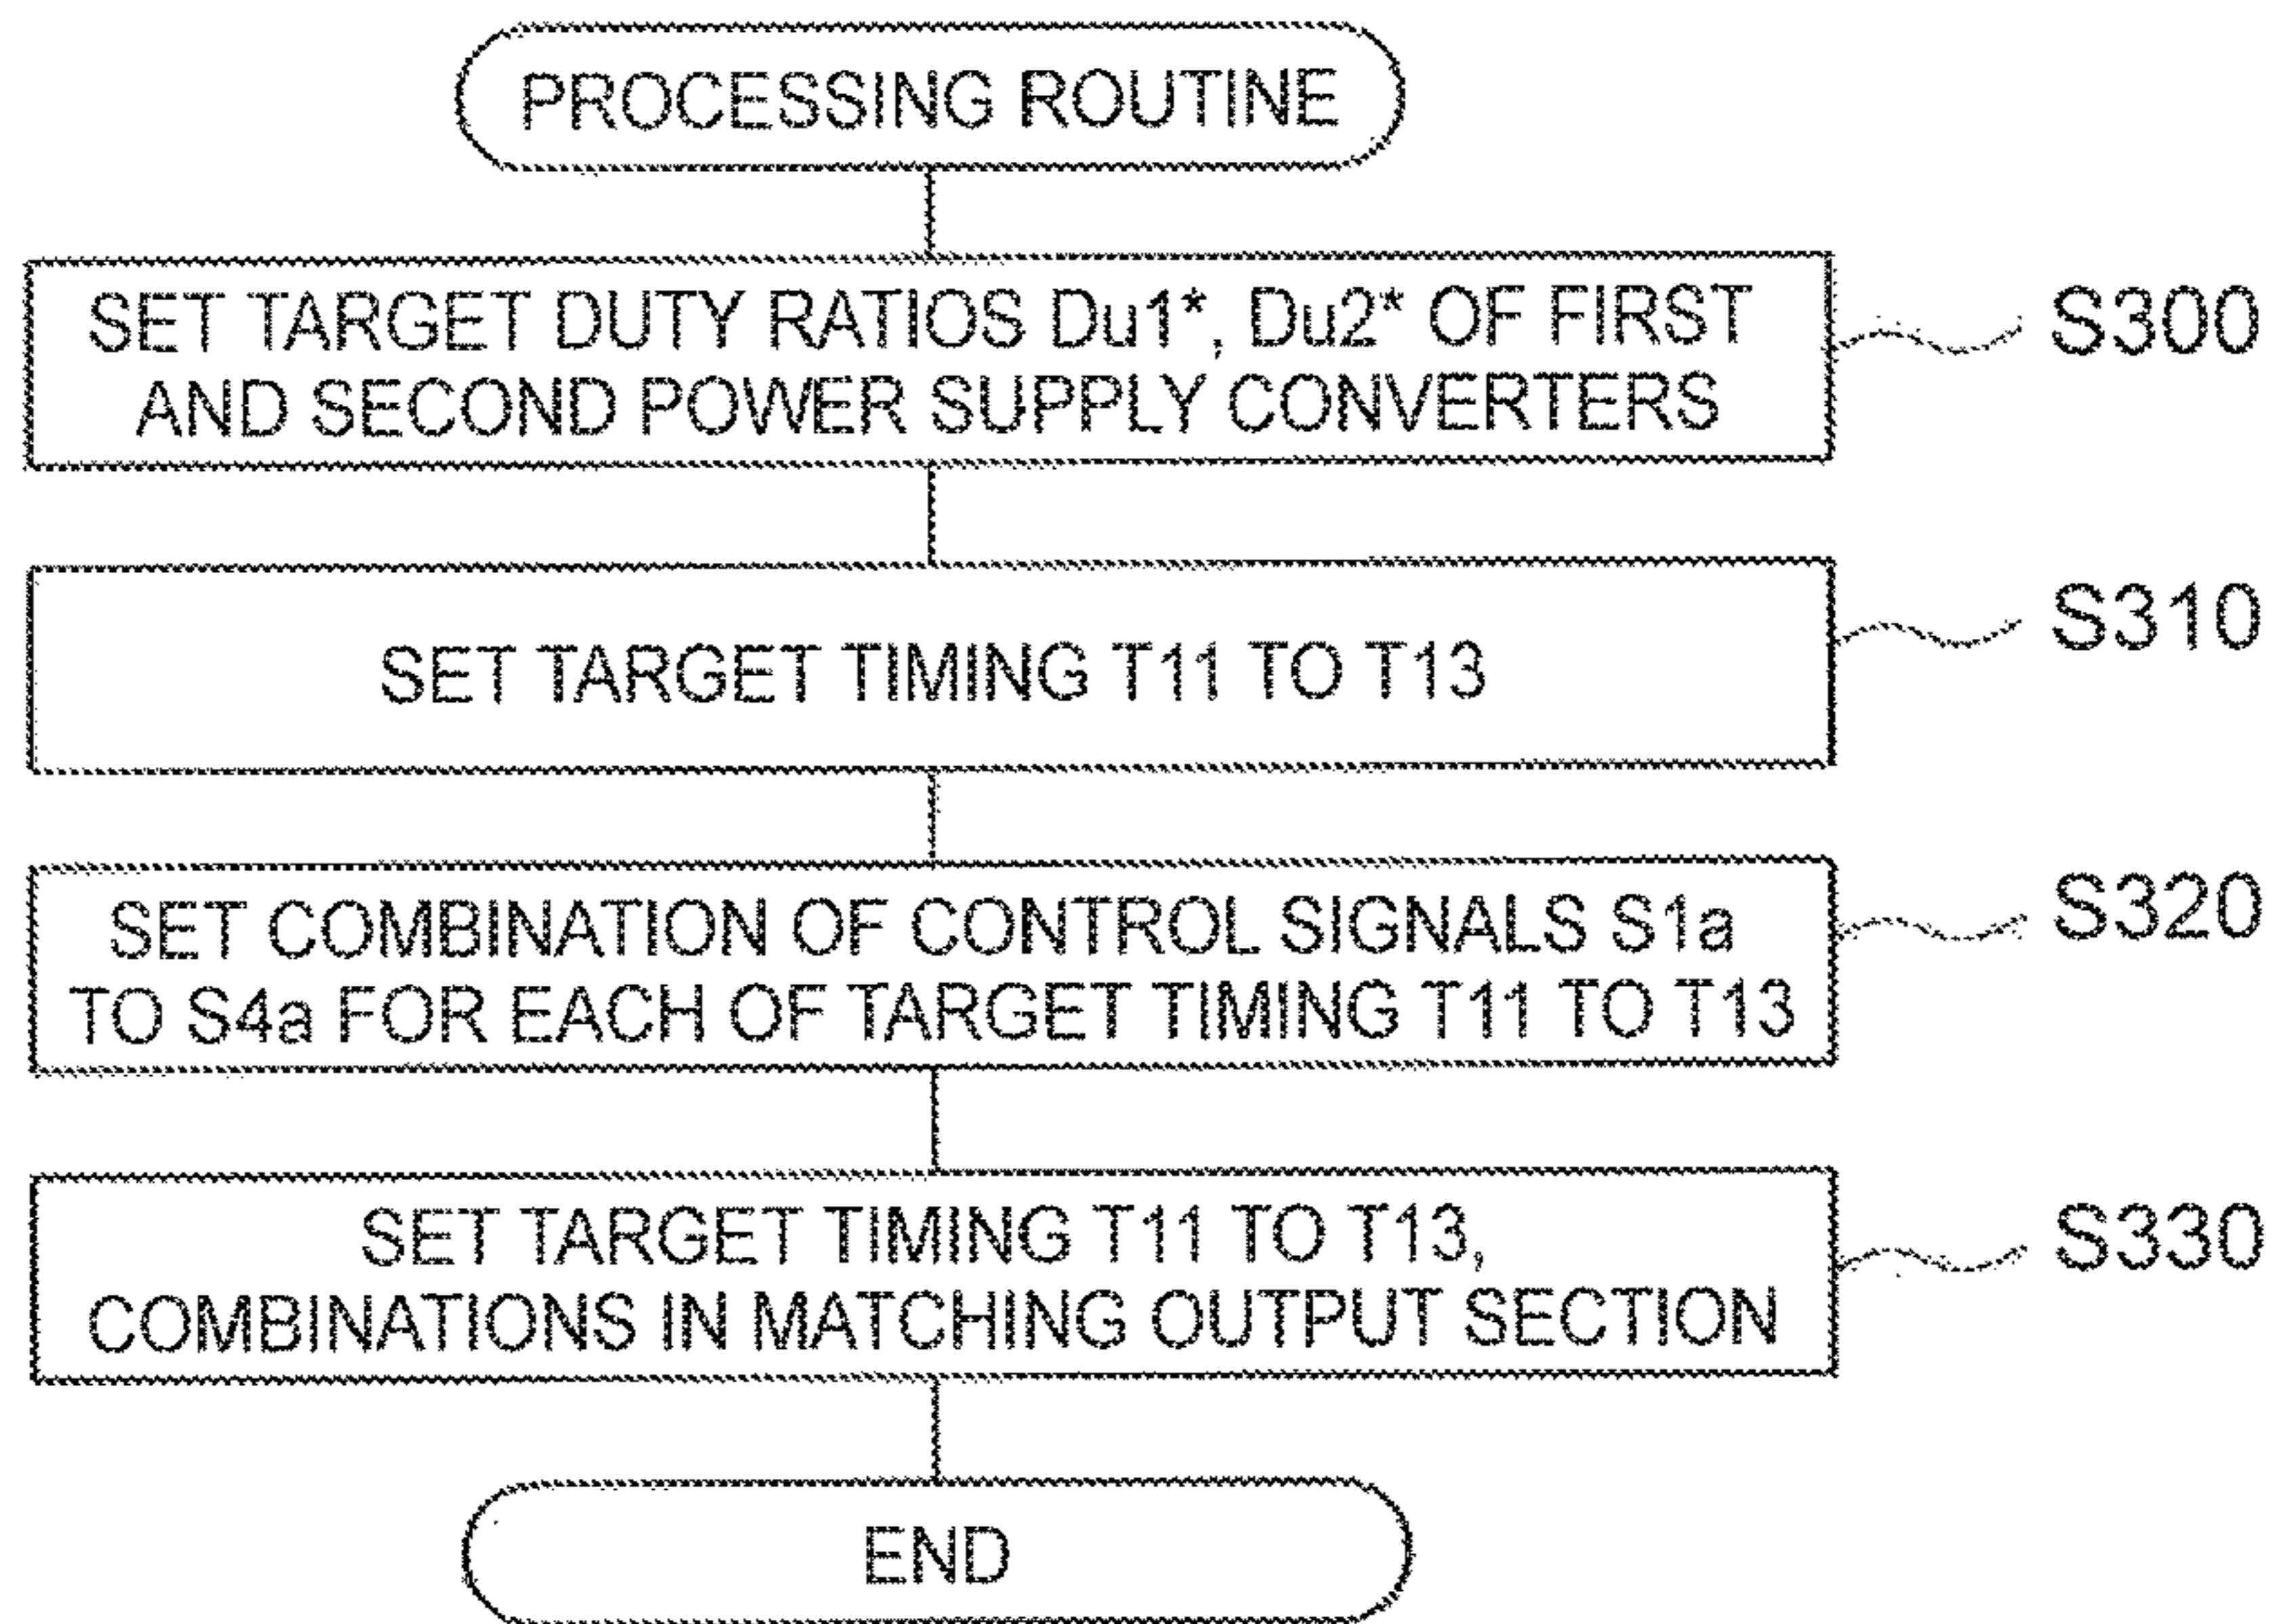 PROCESSING ROUTINE
SET TARGET DUTY RATIOS Du1*, Du2* OF FIRST
AND SECOND POWER SUPPLY CONVERTERS
S300
SET TARGET TIMING T11 TO T13
S310
SET COMBINATION OF CONTROL SIGNALS S1a
TO S4a FOR EACH OF TARGET TIMING T11 TO T13
S320
SET TARGET TIMING T11 TO T13,
COMBINATIONS IN MATCHING OUTPUT SECTION
S330
END